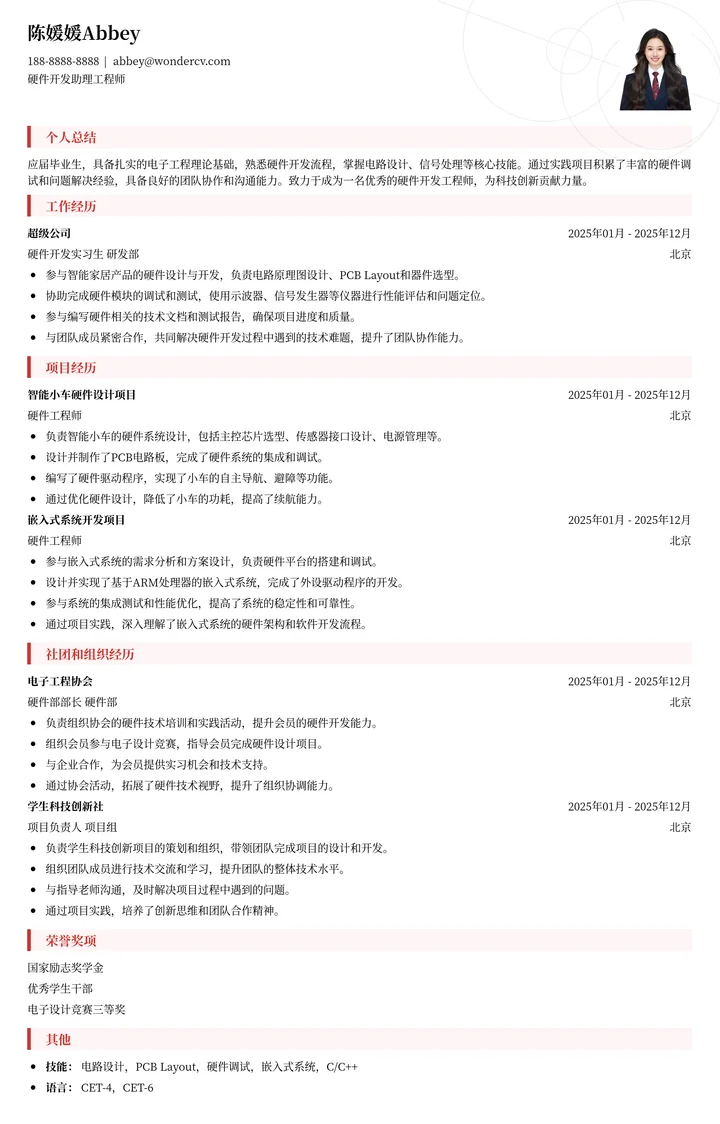 陈媛媛Abbey
188-8888-8888 | abbey@wondercv.com
硬件开发助理工程师
个人总结
应届毕业生，具备扎实的电子工程理论基础，熟悉硬件开发流程，掌握电路设计、信号处理等核心技能。通过实践项目积累了丰富的硬件调
试和问题解决经验，具备良好的团队协作和沟通能力。致力于成为一名优秀的硬件开发工程师，为科技创新贡献力量。
工作经历
超级公司 2025年01月 - 2025年12月
硬件开发实习生 研发部 北京
• 参与智能家居产品的硬件设计与开发，负责电路原理图设计、PCB Layout和器件选型。
• 协助完成硬件模块的调试和测试，使用示波器、信号发生器等仪器进行性能评估和问题定位。
• 参与编写硬件相关的技术文档和测试报告，确保项目进度和质量。
• 与团队成员紧密合作，共同解决硬件开发过程中遇到的技术难题，提升了团队协作能力。
项目经历
智能小车硬件设计项目 2025年01月 - 2025年12月
硬件工程师 北京
• 负责智能小车的硬件系统设计，包括主控芯片选型、传感器接口设计、电源管理等。
• 设计并制作了PCB电路板，完成了硬件系统的集成和调试。
• 编写了硬件驱动程序，实现了小车的自主导航、避障等功能。
• 通过优化硬件设计，降低了小车的功耗，提高了续航能力。
嵌入式系统开发项目 2025年01月 - 2025年12月
硬件工程师 北京
• 参与嵌入式系统的需求分析和方案设计，负责硬件平台的搭建和调试。
• 设计并实现了基于ARM处理器的嵌入式系统，完成了外设驱动程序的开发。
• 参与系统的集成测试和性能优化，提高了系统的稳定性和可靠性。
• 通过项目实践，深入理解了嵌入式系统的硬件架构和软件开发流程。
社团和组织经历
电子工程协会 2025年01月 - 2025年12月
硬件部部长 硬件部 北京
• 负责组织协会的硬件技术培训和实践活动，提升会员的硬件开发能力。
• 组织会员参与电子设计竞赛，指导会员完成硬件设计项目。
• 与企业合作，为会员提供实习机会和技术支持。
• 通过协会活动，拓展了硬件技术视野，提升了组织协调能力。
学生科技创新社 2025年01月 - 2025年12月
项目负责人 项目组 北京
• 负责学生科技创新项目的策划和组织，带领团队完成项目的设计和开发。
• 组织团队成员进行技术交流和学习，提升团队的整体技术水平。
• 与指导老师沟通，及时解决项目过程中遇到的问题。
• 通过项目实践，培养了创新思维和团队合作精神。
荣誉奖项
国家励志奖学金
优秀学生干部
电子设计竞赛三等奖
其他
• 技能： 电路设计，PCB Layout，硬件调试，嵌入式系统，C/C++
• 语言： CET-4，CET-6